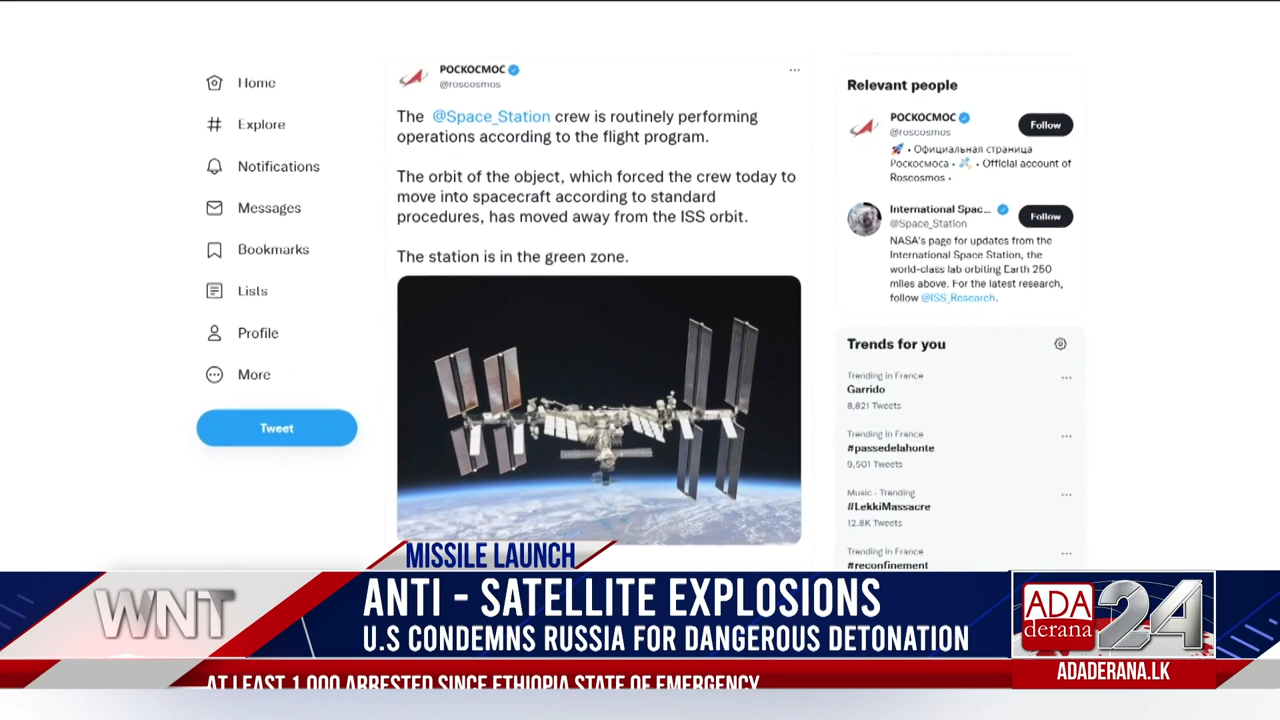 Home
Explore
Notifications
Messages
Bookmarks
Lists
Profile
More
Tweet
РОСКОСМОС
@roscosmos
The @Space_Station crew is routinely performing
operations according to the flight program.
The orbit of the object, which forced the crew today to
move into spacecraft according to standard
procedures, has moved away from the ISS orbit.
The station is in the green zone.
Relevant people
РОСКОСМОС
@roscosmos
Follow
• Официальная страница
Роскосмоса • • Official account of
Roscosmos •
International Spac...
@Space_Station
Follow
NASA's page for updates from the
International Space Station, the
world-class lab orbiting Earth 250
miles above. For the latest research,
follow @ISS_Research.
Trends for you
Trending in France
Garrido
8,821 Tweets
Trending in France
#passedelahonte
9,501 Tweets
Music · Trending
#LekkiMassacre
12.8K Tweets
Trending in France
#reconfinement
MISSILE LAUNCH
WNT
ANTI - SATELLITE EXPLOSIONS
U.S CONDEMNS RUSSIA FOR DANGEROUS DETONATION
ADA
derana
24
ADADERANA.LK
AT LEAST 1,000 ARRESTED SINCE ETHIOPIA STATE OF EMERGENCY